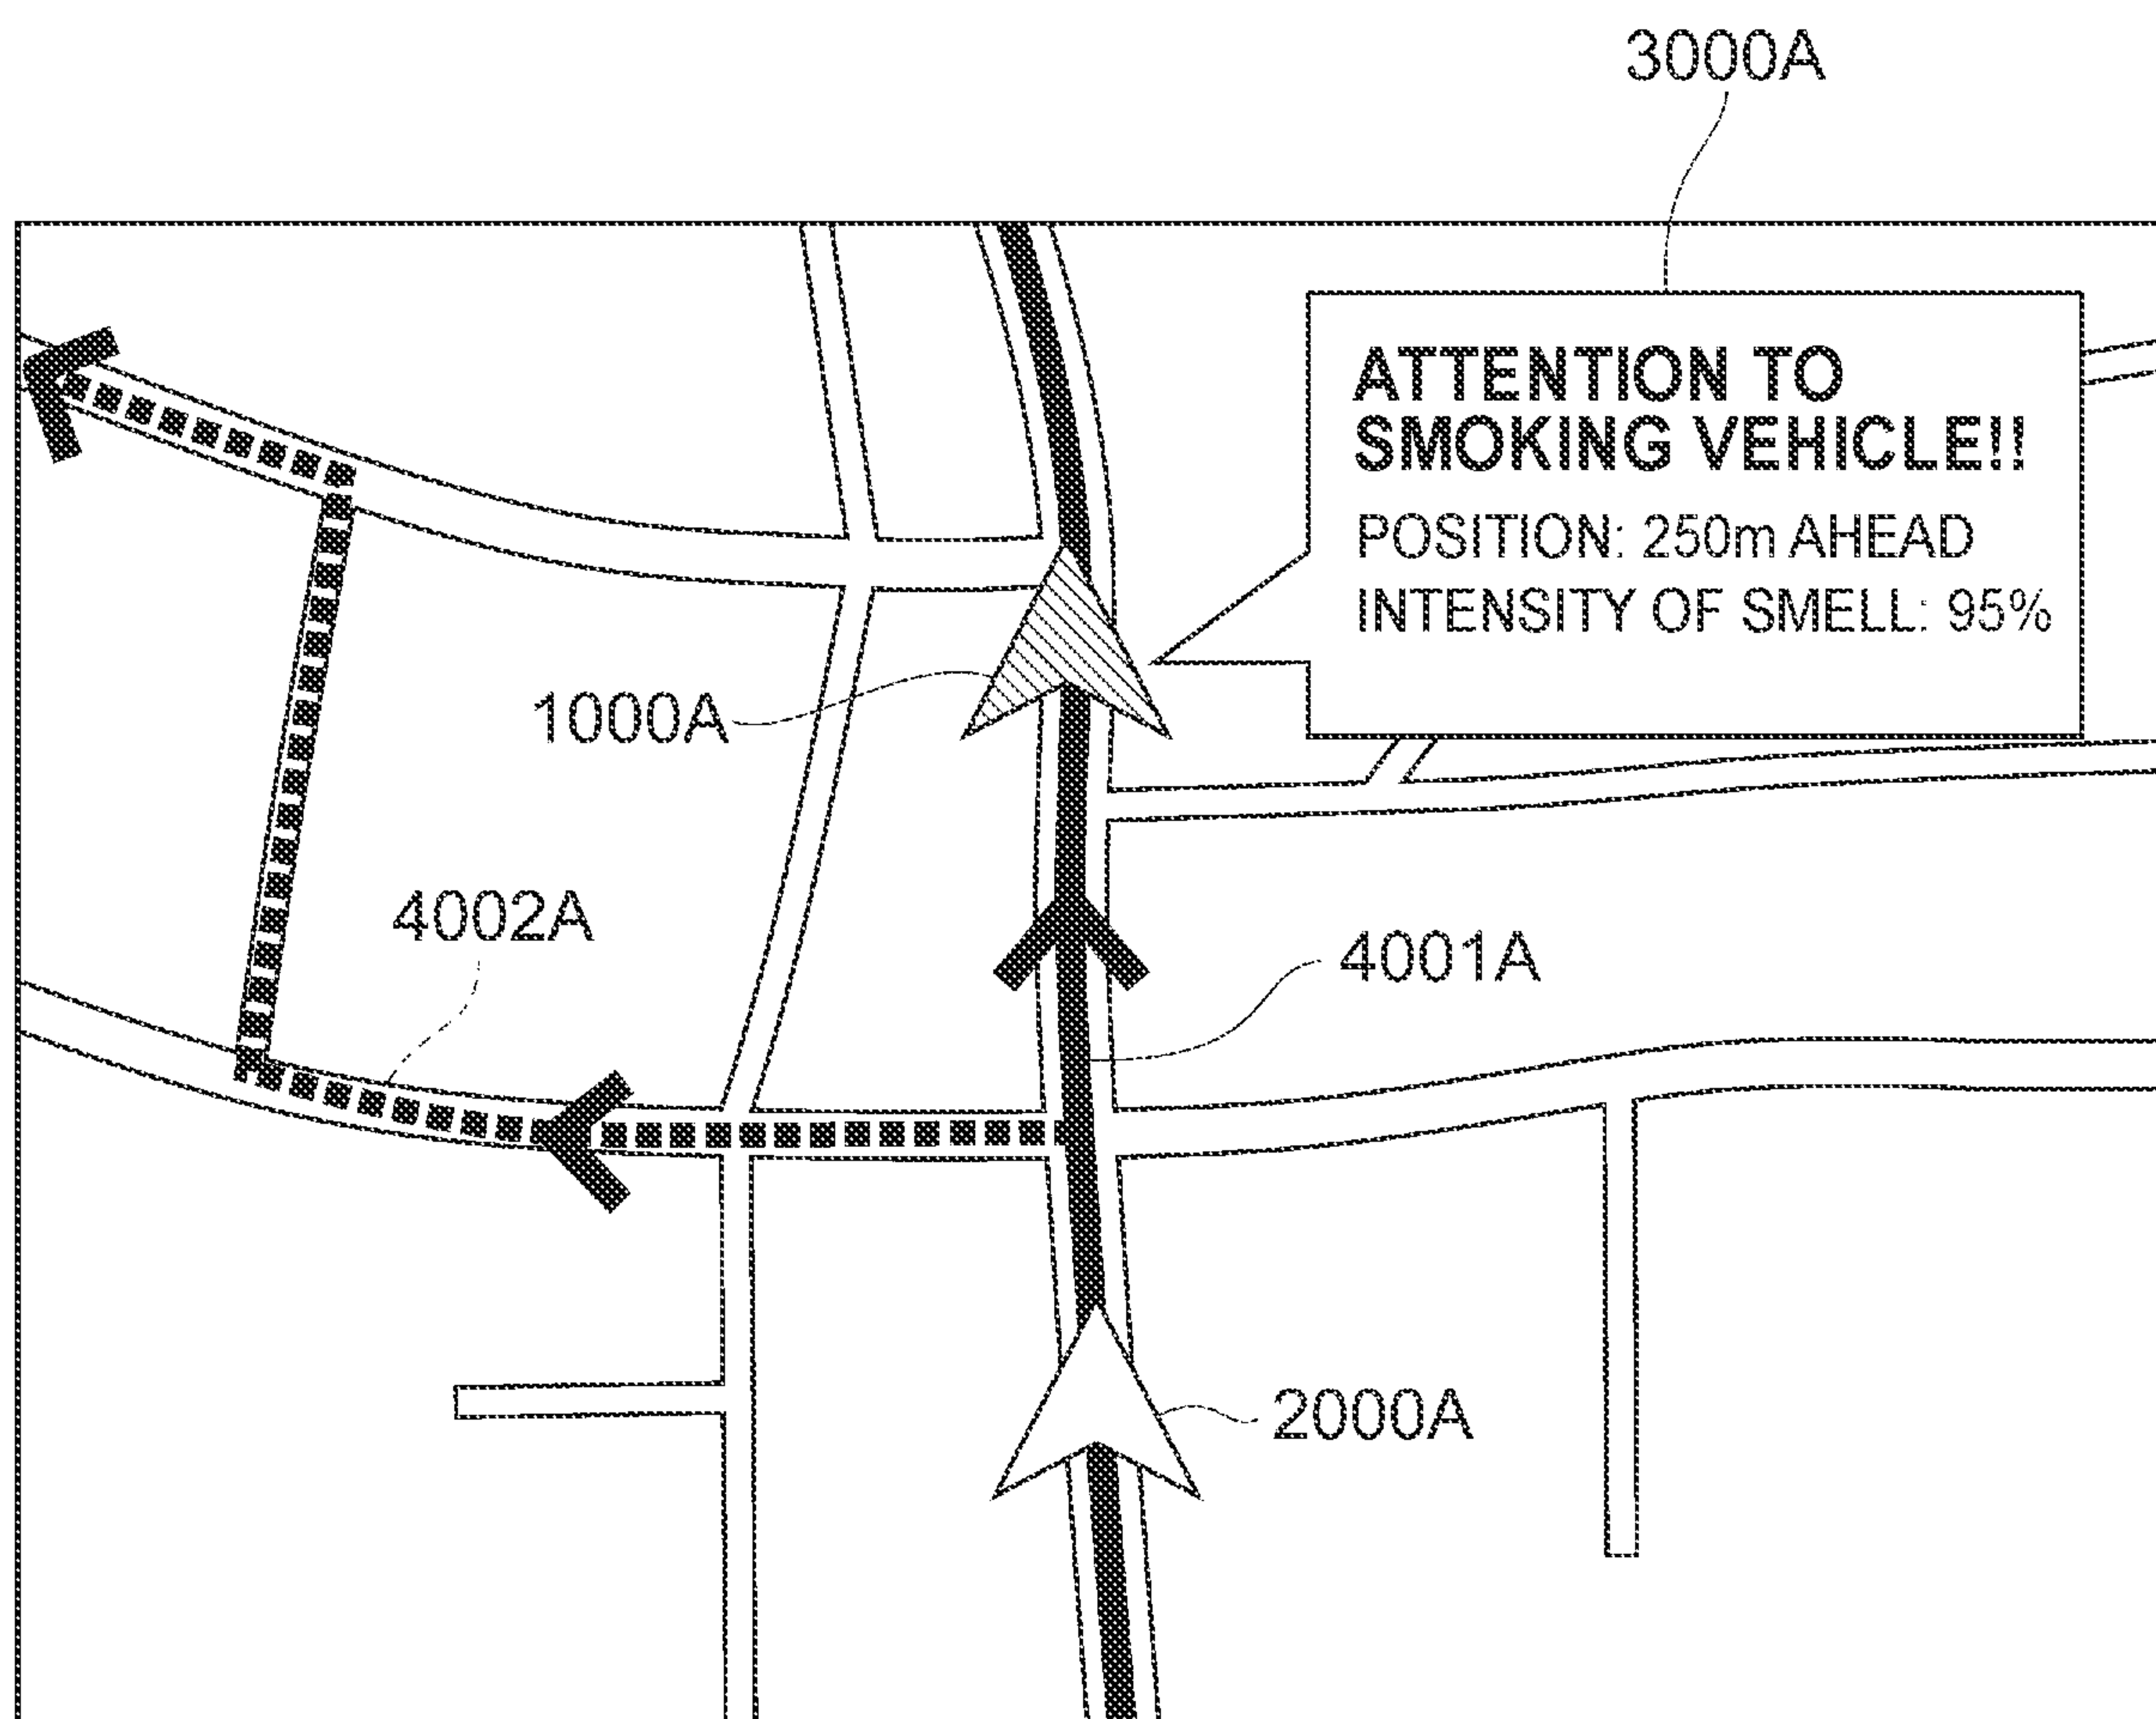 3000A
ATTENTION TO
SMOKING VEHICLE!!
POSITION: 250m AHEAD
INTENSITY OF SMELL: 95%
1000A
4002A
4001A
2000A